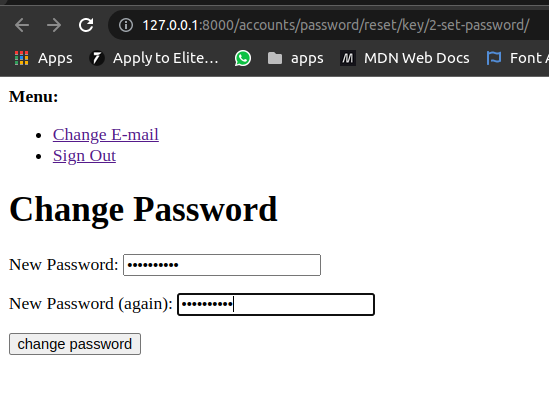 127.0.0.1:8000/accounts/password/reset/key/2-set-password/
Apps Apply to Elite... apps MDN Web Docs Font A
Menu:
Change E-mail
Sign Out
Change Password
New Password: ••••••••••
New Password (again): ••••••••••
change password